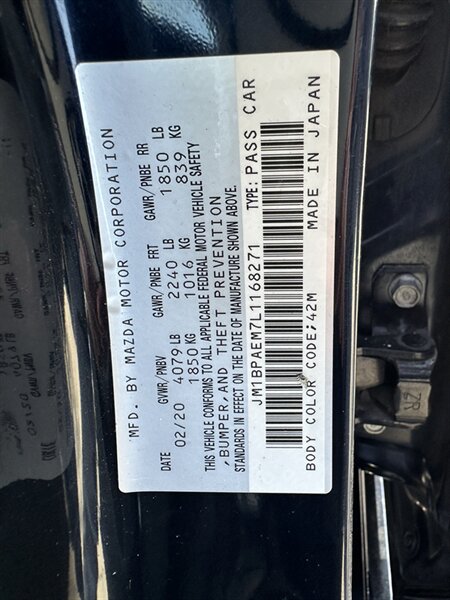 MFD. BY MAZDA MOTOR CORPORATION
DATE GVWR/PNBV GAWR/PNBE FRT GAWR/PNBE RR
02/20 4079 LB 2240 LB 1850 LB
1850 KG 1016 KG 839 KG
THIS VEHICLE CONFORMS TO ALL APPLICABLE FEDERAL MOTOR VEHICLE SAFETY
,BUMPER,AND THEFT PREVENTION
STANDARDS IN EFFECT ON THE DATE OF MANUFACTURE SHOWN ABOVE.
JM1BPAEM7L1168271 TYPE: PASS CAR
BODY COLOR CODE;42M MADE IN JAPAN